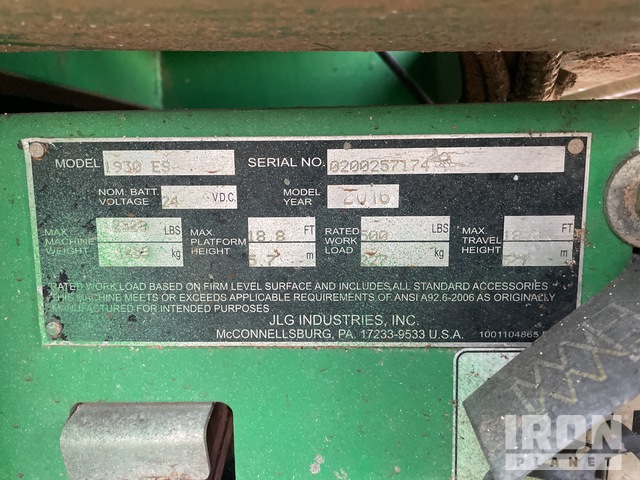 MODEL 1930 ES SERIAL NO. 0200257174
NOM. BATT. VOLTAGE 24 V.D.C. MODEL YEAR 2016
MAX. MACHINE WEIGHT LBS kg MAX. PLATFORM HEIGHT 18.8 FT 5.7 m RATED WORK LOAD 500 LBS kg MAX. TRAVEL HEIGHT FT m
RATED WORK LOAD BASED ON FIRM LEVEL SURFACE AND INCLUDES ALL STANDARD ACCESSORIES
THIS MACHINE MEETS OR EXCEEDS APPLICABLE REQUIREMENTS OF ANSI A92.6-2006 AS ORIGINALLY
MANUFACTURED FOR INTENDED PURPOSES
JLG INDUSTRIES, INC.
McCONNELLSBURG, PA. 17233-9533 U.S.A.
1001104865
IRON
PLANET